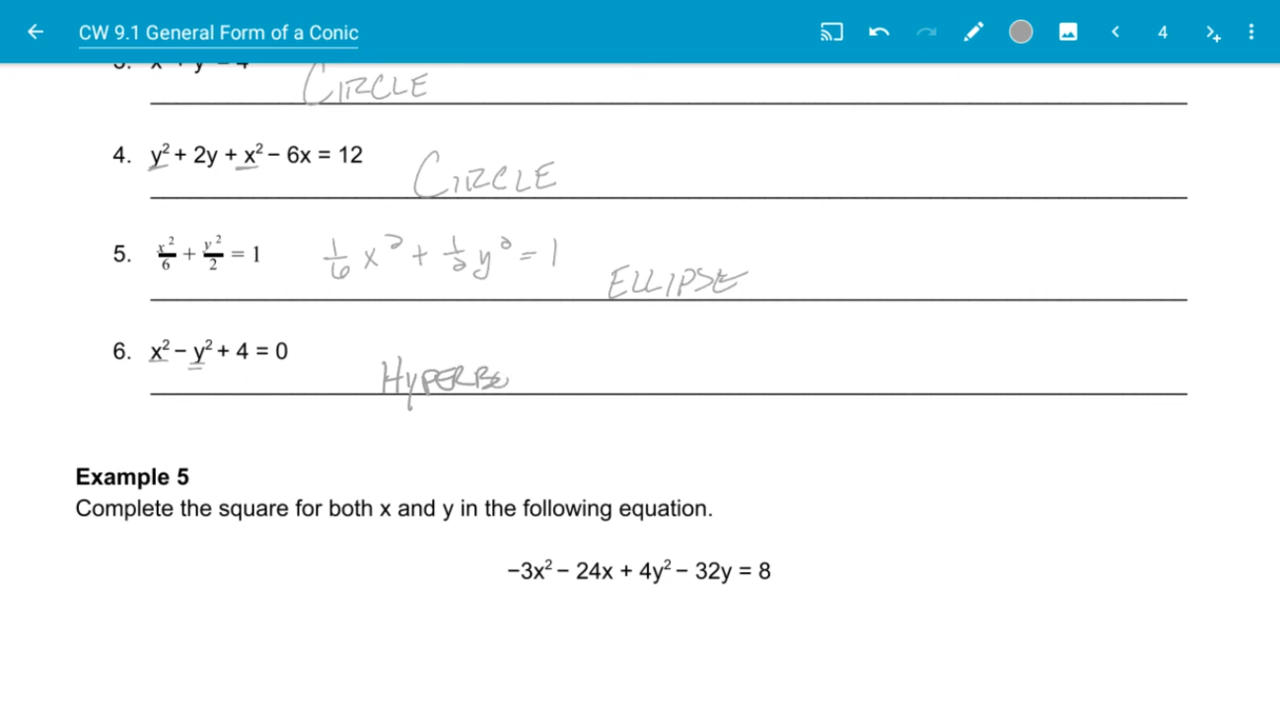 CW 9.1 General Form of a Conic
4
CIRCLE
4. y² + 2y + x² − 6x = 12 CIRCLE
5. x²/6 + y²/2 = 1 1/6 x² + 1/2 y² = 1 ELLIPSE
6. x² − y² + 4 = 0 HYPERBO
Example 5
Complete the square for both x and y in the following equation.
−3x² − 24x + 4y² − 32y = 8